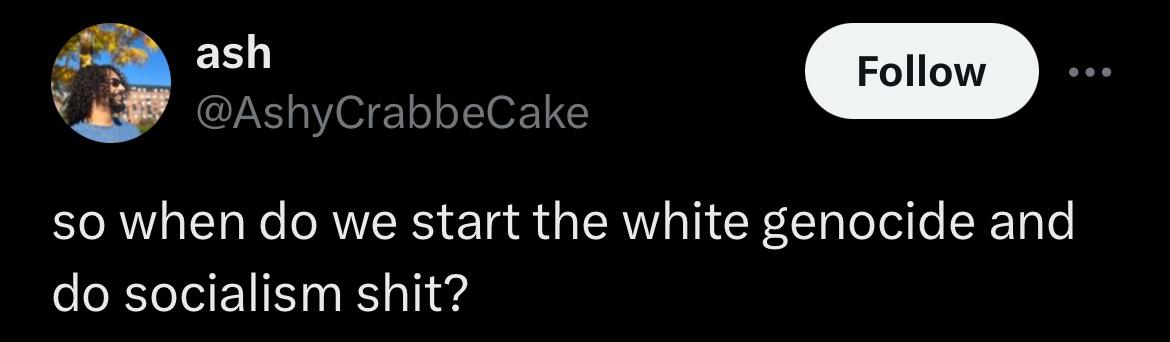 ash
Follow
@AshyCrabbeCake
so when do we start the white genocide and
do socialism shit?